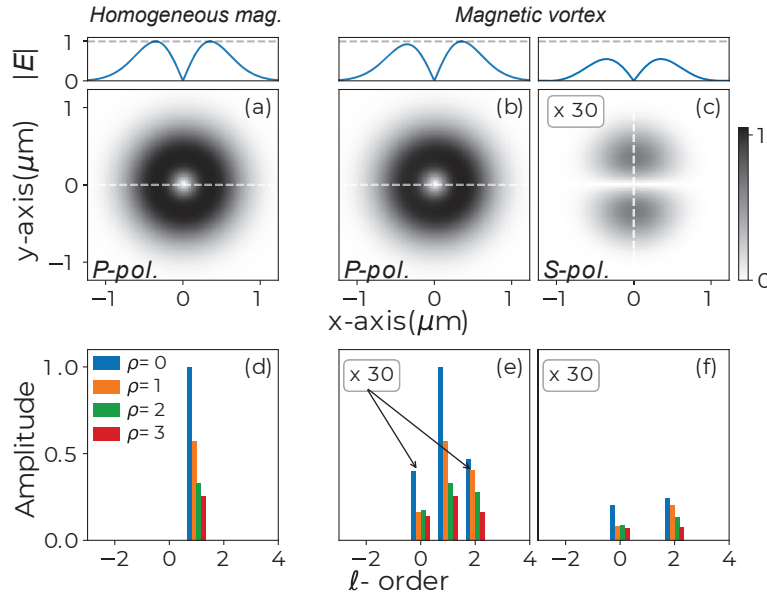 Homogeneous mag.
Magnetic vortex
|E|
1
0
(a)
(b)
x 30
(c)
y-axis(μm)
1
0
−1
P-pol.
P-pol.
S-pol.
1
0
−1
0
1
−1
0
1
−1
0
1
x-axis(μm)
Amplitude
1.0
0.5
0.0
ρ= 0
ρ= 1
ρ= 2
ρ= 3
(d)
x 30
(e)
x 30
(f)
−2
0
2
4
−2
0
2
4
−2
0
2
4
ℓ- order